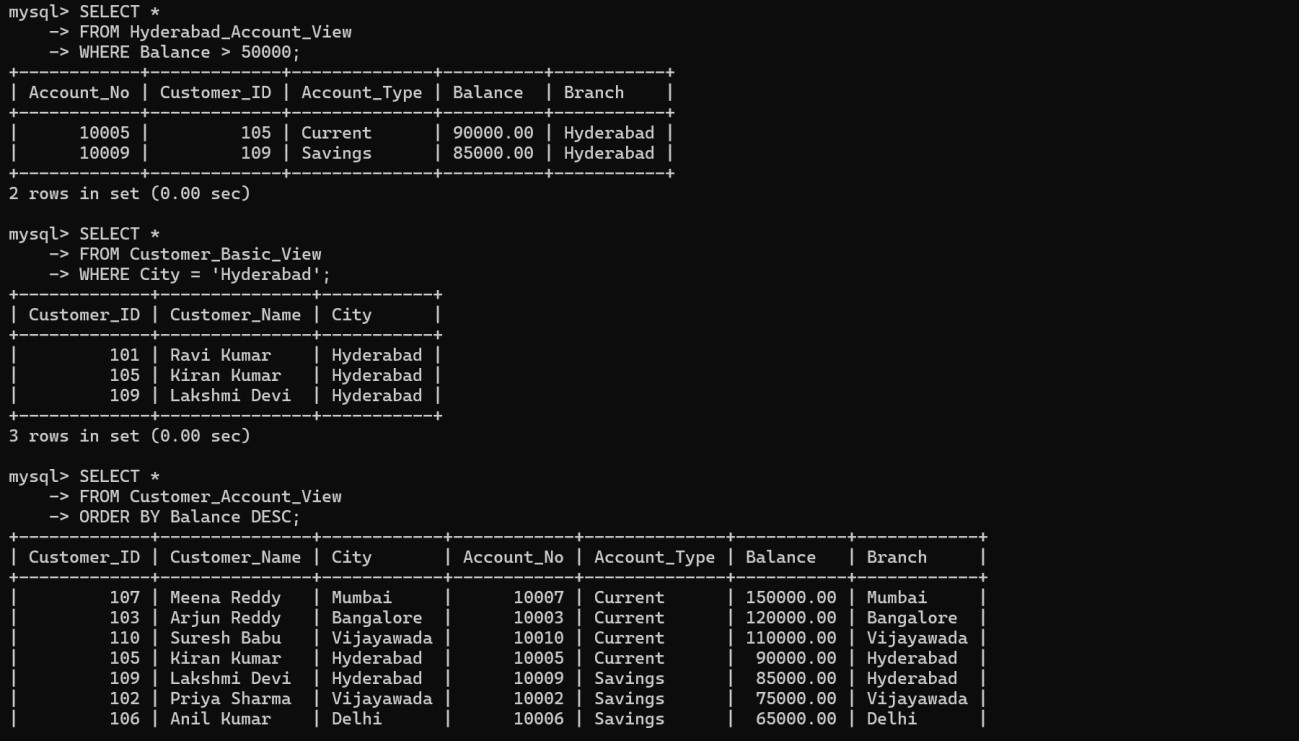 mysql> SELECT *
    -> FROM Hyderabad_Account_View
    -> WHERE Balance > 50000;
+------------+-------------+--------------+----------+-----------+
| Account_No | Customer_ID | Account_Type | Balance  | Branch    |
+------------+-------------+--------------+----------+-----------+
|      10005 |         105 | Current      | 90000.00 | Hyderabad |
|      10009 |         109 | Savings      | 85000.00 | Hyderabad |
+------------+-------------+--------------+----------+-----------+
2 rows in set (0.00 sec)

mysql> SELECT *
    -> FROM Customer_Basic_View
    -> WHERE City = 'Hyderabad';
+-------------+---------------+-----------+
| Customer_ID | Customer_Name | City      |
+-------------+---------------+-----------+
|         101 | Ravi Kumar    | Hyderabad |
|         105 | Kiran Kumar   | Hyderabad |
|         109 | Lakshmi Devi  | Hyderabad |
+-------------+---------------+-----------+
3 rows in set (0.00 sec)

mysql> SELECT *
    -> FROM Customer_Account_View
    -> ORDER BY Balance DESC;
+-------------+---------------+------------+------------+--------------+-----------+------------+
| Customer_ID | Customer_Name | City       | Account_No | Account_Type | Balance   | Branch     |
+-------------+---------------+------------+------------+--------------+-----------+------------+
|         107 | Meena Reddy   | Mumbai     |      10007 | Current      | 150000.00 | Mumbai     |
|         103 | Arjun Reddy   | Bangalore  |      10003 | Current      | 120000.00 | Bangalore  |
|         110 | Suresh Babu   | Vijayawada |      10010 | Current      | 110000.00 | Vijayawada |
|         105 | Kiran Kumar   | Hyderabad  |      10005 | Current      |  90000.00 | Hyderabad  |
|         109 | Lakshmi Devi  | Hyderabad  |      10009 | Savings      |  85000.00 | Hyderabad  |
|         102 | Priya Sharma  | Vijayawada |      10002 | Savings      |  75000.00 | Vijayawada |
|         106 | Anil Kumar    | Delhi      |      10006 | Savings      |  65000.00 | Delhi      |